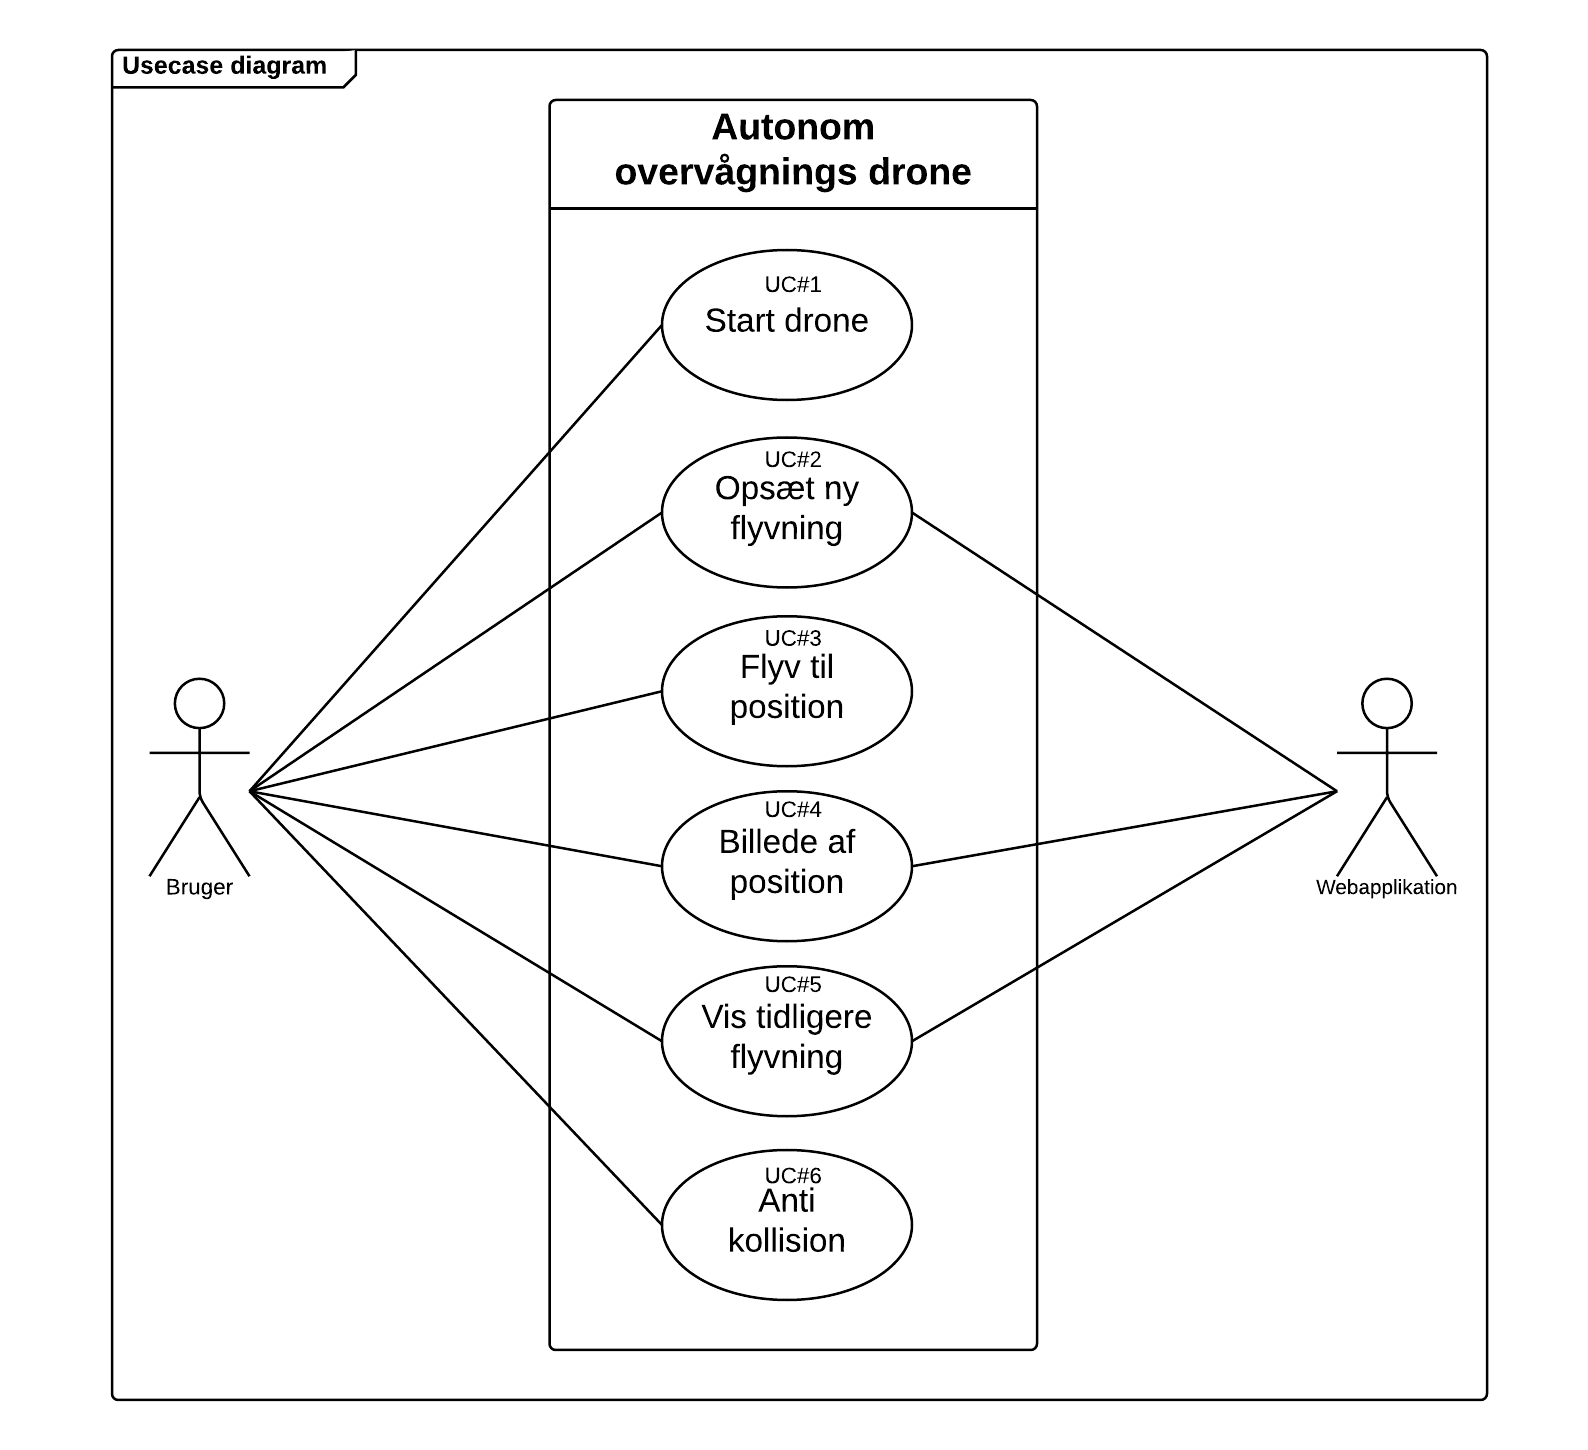 Usecase diagram
Autonom
overvågnings drone
UC#1
Start drone
UC#2
Opsæt ny
flyvning
UC#3
Flyv til
position
UC#4
Billede af
position
UC#5
Vis tidligere
flyvning
UC#6
Anti
kollision
Bruger
Webapplikation